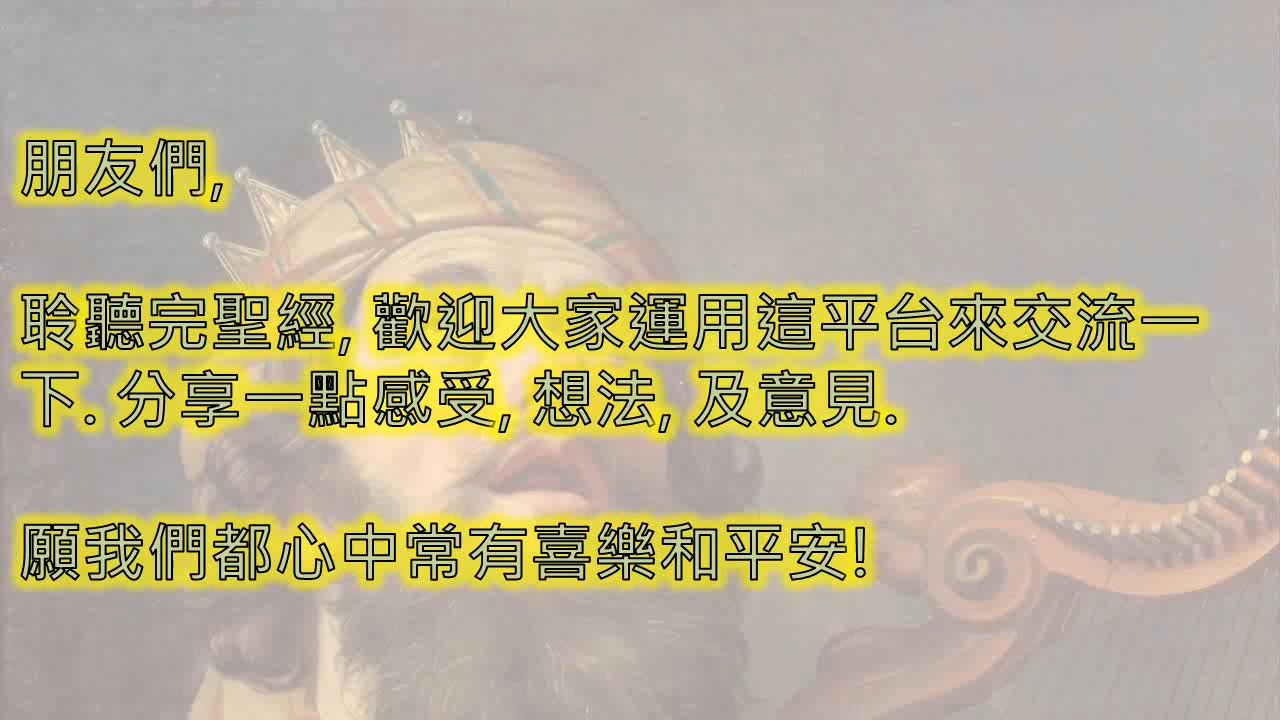 朋友們,
聆聽完聖經, 歡迎大家運用這平台來交流一
下. 分享一點感受, 想法, 及意見.
願我們都心中常有喜樂和平安!